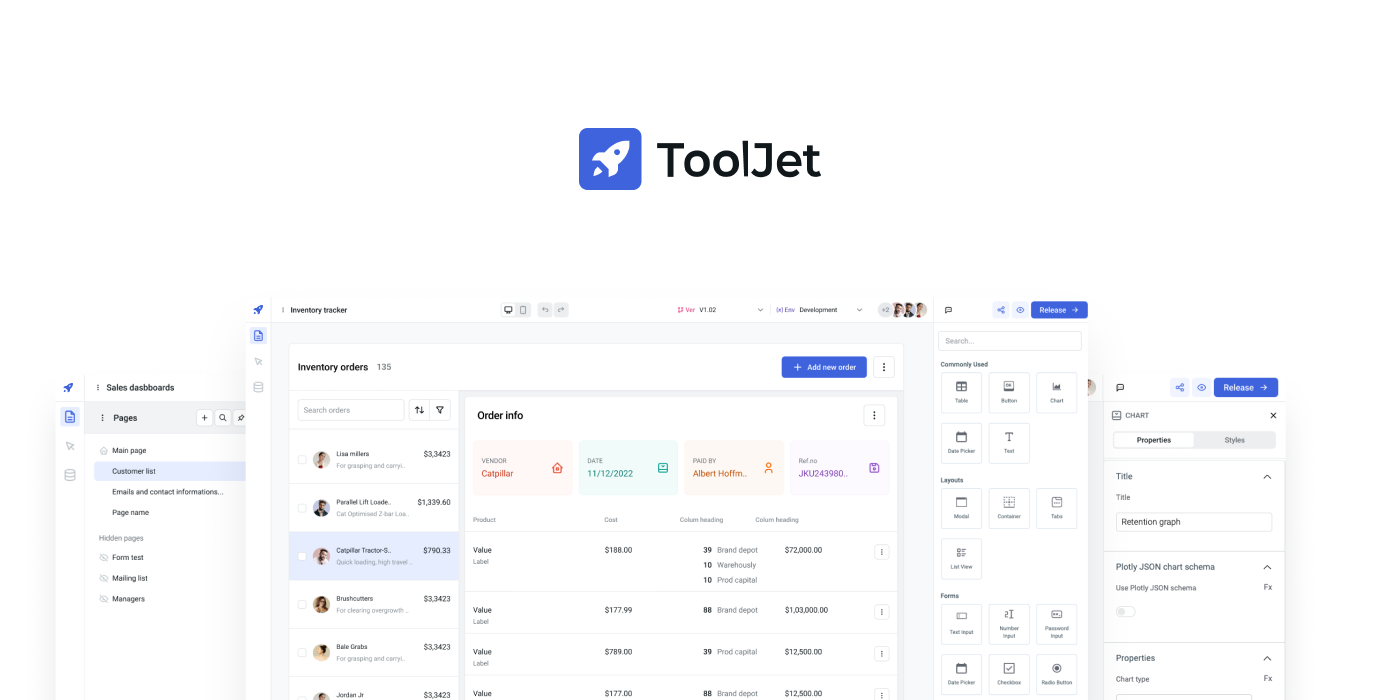 ToolJet
Inventory tracker
Ver V1.02
(x) Env Development
+2
Release →
Inventory orders 135
+ Add new order
Search orders
Lisa millers $3,3423
For grasping and carryi..
Parallel Lift Loade.. $1,339.60
Cat Optimised Z-bar Loa..
Catpillar Tractor-S.. $790.33
Quick loading, high travel ..
Brushcutters $3,3423
For clearing overgrowth ..
Bale Grabs $3,3423
For grasping and carryi..
Jordan Jr $3,3423
Order info
VENDOR
Catpillar
DATE
11/12/2022
PAID BY
Albert Hoffm..
Ref.no
JKU243980..
Product Cost Colum heading Colum heading
Value $188.00 39 Brand depot $72,000.00
Label 10 Warehously
10 Prod capital
Value $177.99 88 Brand depot $1,03,000.00
Label
Value $789.00 39 Prod capital $12,500.00
Label
Value $177.00 88 Brand depot $12,500.00
Search...
Commonly Used
Table Button Chart
Date Picker Text
Layouts
Modal Container Tabs
List View
Forms
Text Input Number Input Password Input
Date Picker Checkbox Radio Button
Sales dasbboards
Pages
Main page
Customer list
Emails and contact informations...
Page name
Hidden pages
Form test
Mailing list
Managers
Release →
CHART
Properties Styles
Title
Title
Retention graph
Plotly JSON chart schema
Use Plotly JSON schema Fx
Properties
Chart type Fx